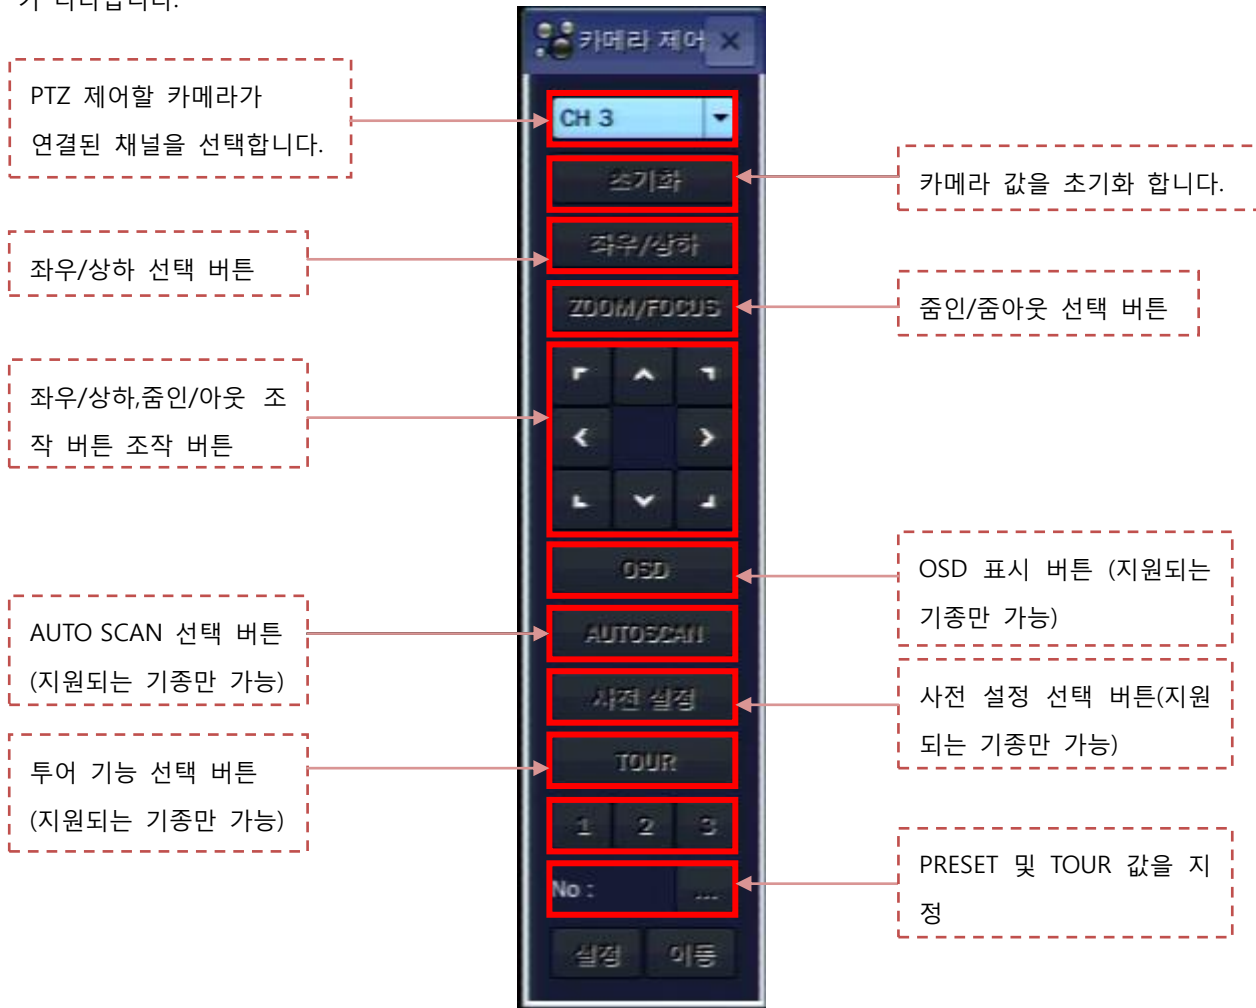 카메라 제어
PTZ 제어할 카메라가
연결된 채널을 선택합니다.
CH 3
초기화
카메라 값을 초기화 합니다.
좌우/상하 선택 버튼
좌우/상하
ZOOM/FOCUS
줌인/줌아웃 선택 버튼
좌우/상하,줌인/아웃 조
작 버튼 조작 버튼
OSD
OSD 표시 버튼 (지원되는
기종만 가능)
AUTO SCAN 선택 버튼
(지원되는 기종만 가능)
AUTOSCAN
사전 설정
사전 설정 선택 버튼(지원
되는 기종만 가능)
투어 기능 선택 버튼
(지원되는 기종만 가능)
TOUR
1 2 3
No : ...
PRESET 및 TOUR 값을 지
정
설정 이동